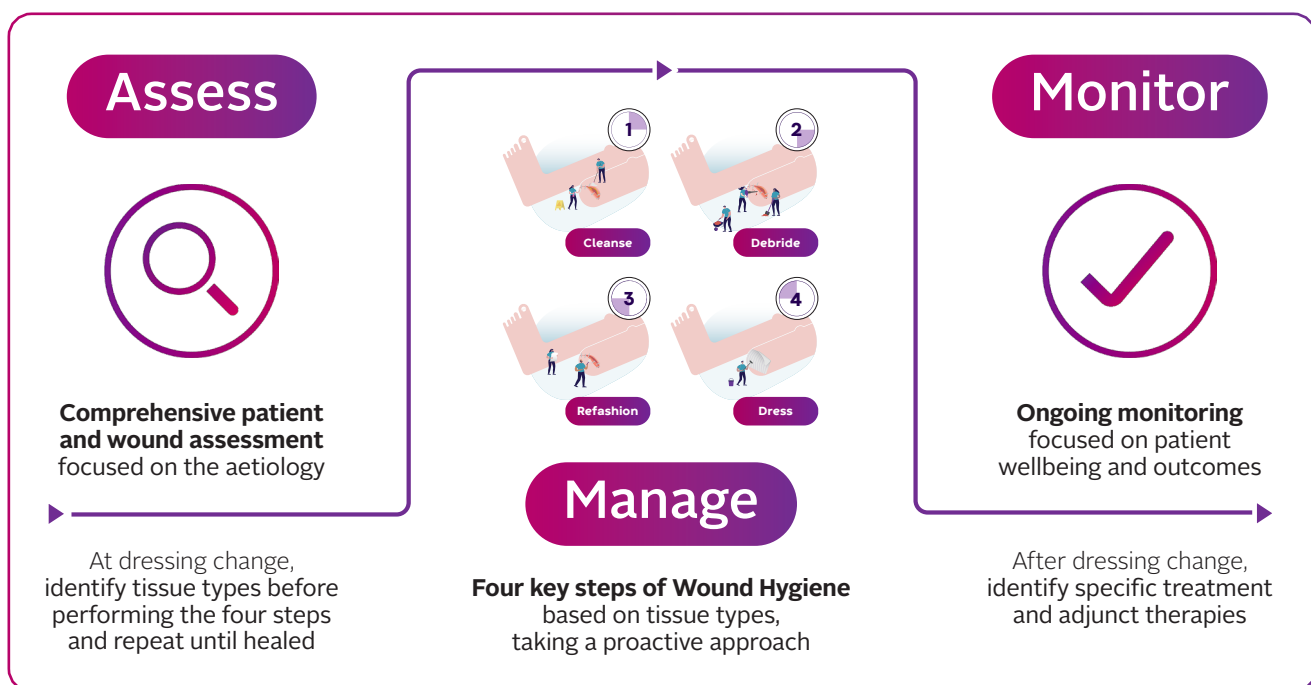 Assess
Comprehensive patient
and wound assessment
focused on the aetiology
At dressing change,
identify tissue types before
performing the four steps
and repeat until healed
1
Cleanse
2
Debride
3
Refashion
4
Dress
Manage
Four key steps of Wound Hygiene
based on tissue types,
taking a proactive approach
Monitor
Ongoing monitoring
focused on patient
wellbeing and outcomes
After dressing change,
identify specific treatment
and adjunct therapies